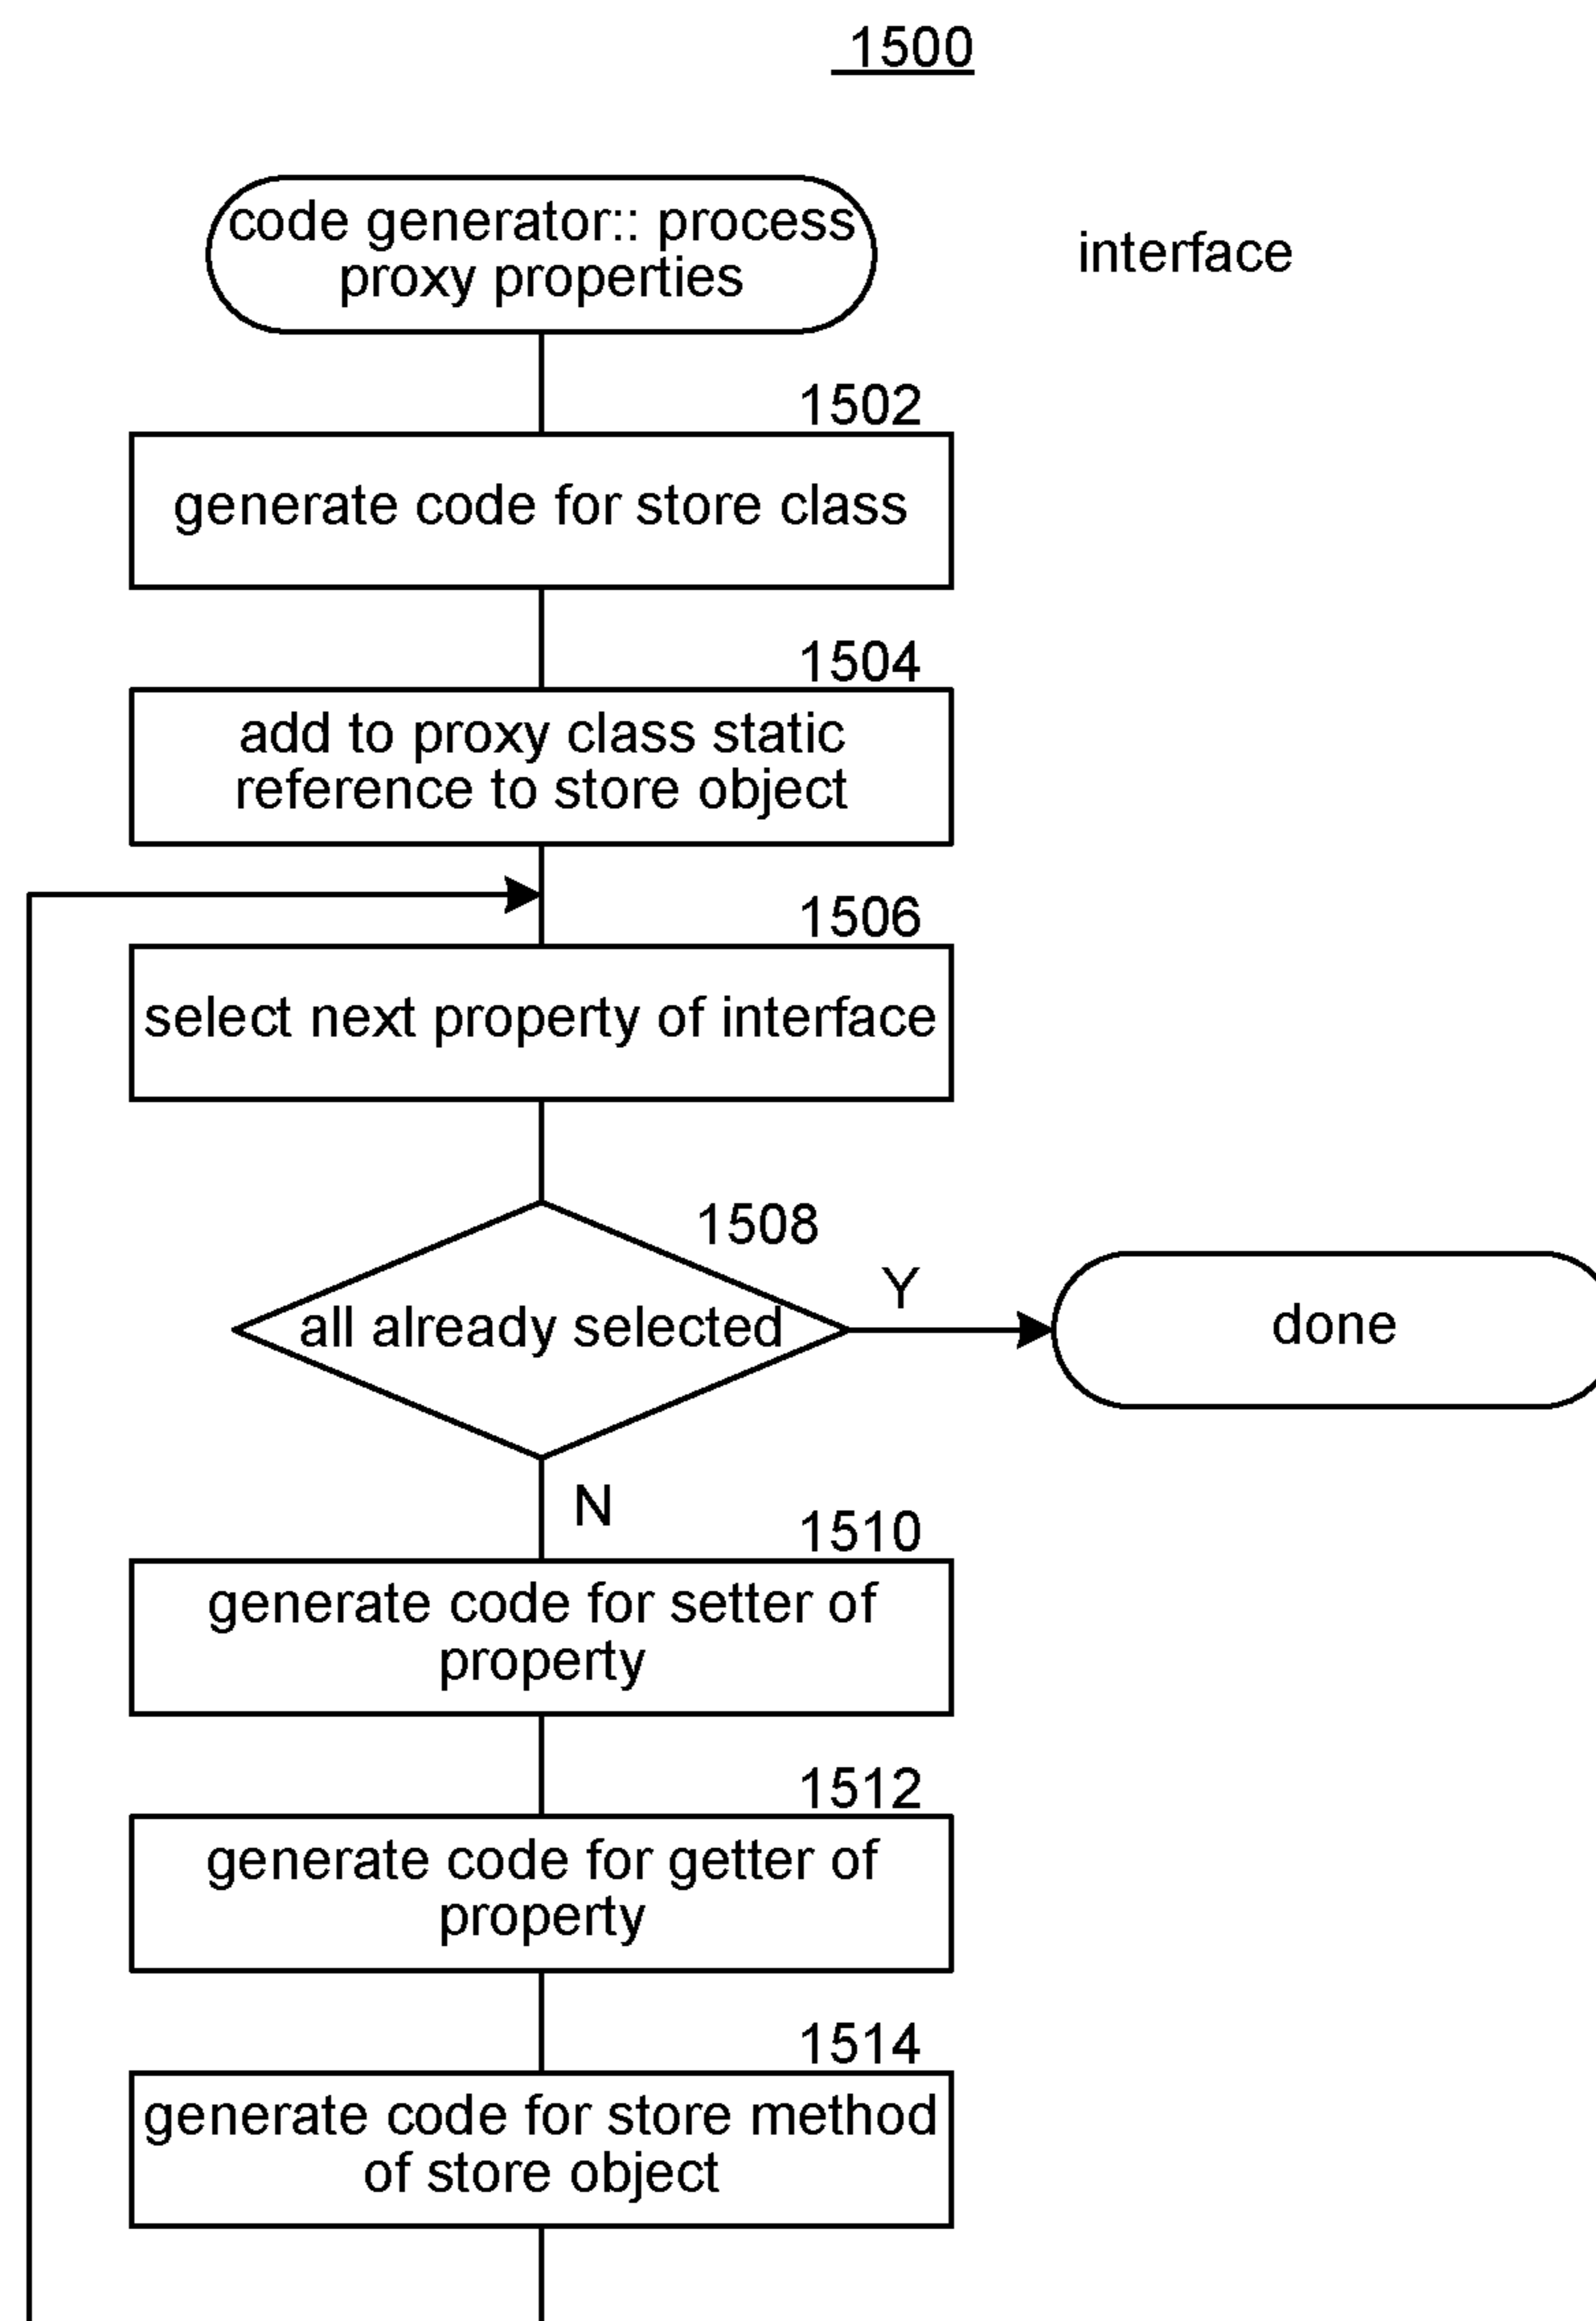 1500
code generator:: process
proxy properties
interface
1502
generate code for store class
1504
add to proxy class static
reference to store object
1506
select next property of interface
1508
all already selected
Y
done
N
1510
generate code for setter of
property
1512
generate code for getter of
property
1514
generate code for store method
of store object